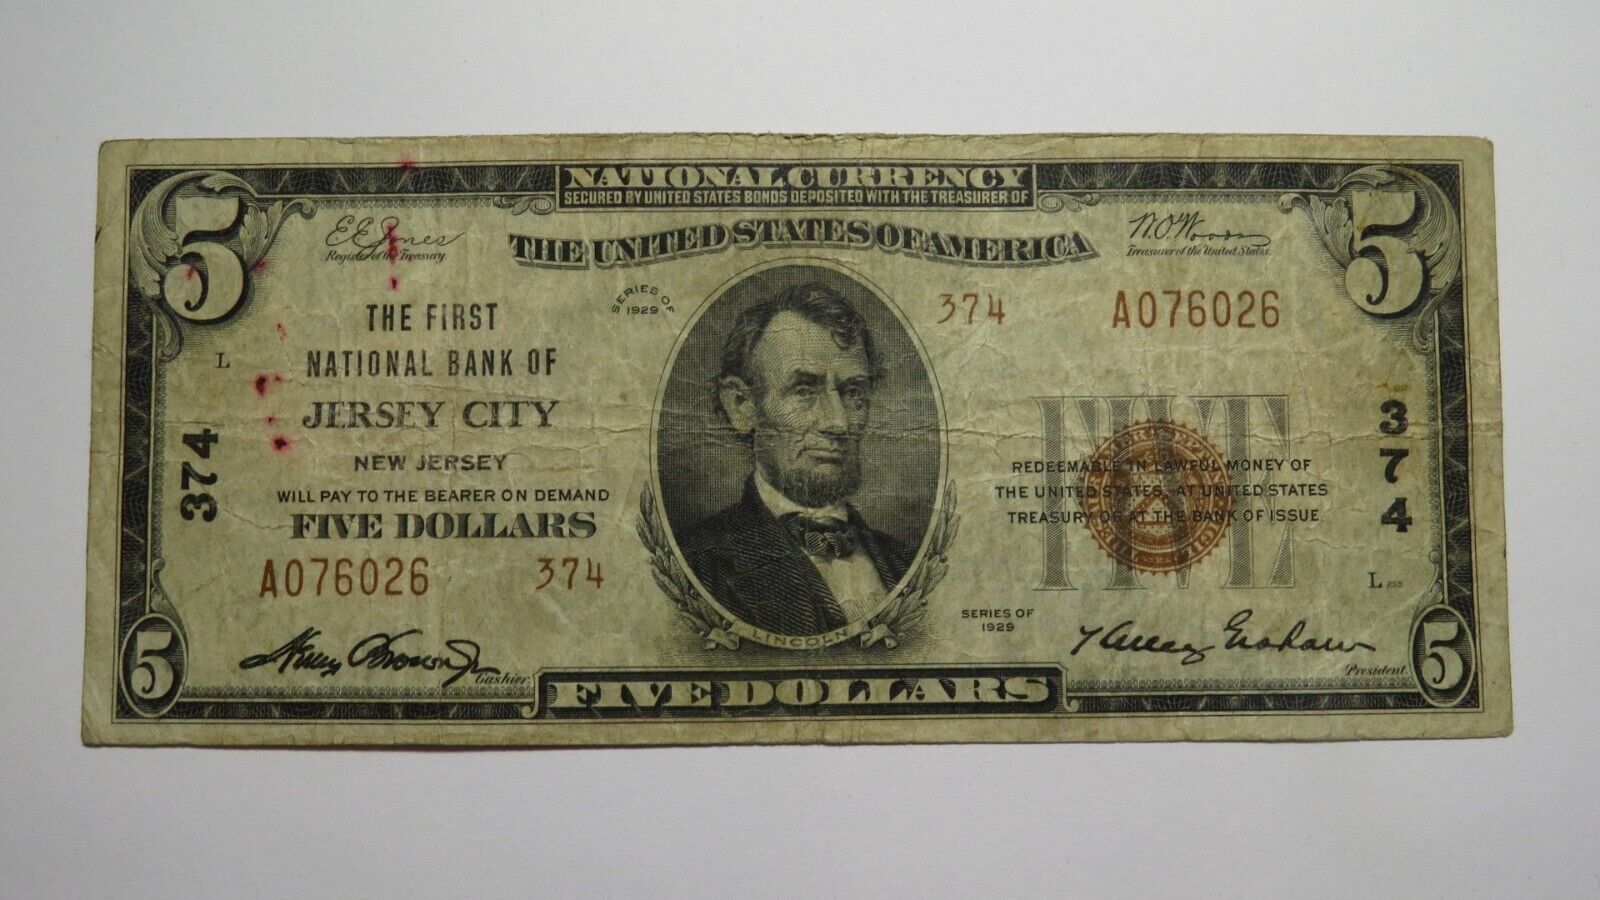 NATIONAL CURRENCY
SECURED BY UNITED STATES BONDS DEPOSITED WITH THE TREASURER OF
THE UNITED STATES OF AMERICA
5
5
E E Jones
Register of the Treasury.
W.O. Woods
Treasurer of the United States.
SERIES OF
1929
THE FIRST
NATIONAL BANK OF
JERSEY CITY
NEW JERSEY
WILL PAY TO THE BEARER ON DEMAND
FIVE DOLLARS
L
374
A076026
374
374
A076026
FIVE
REDEEMABLE IN LAWFUL MONEY OF
THE UNITED STATES, AT UNITED STATES
TREASURY OR AT THE BANK OF ISSUE
374
L 255
LINCOLN
SERIES OF
1929
Cashier.
President.
5
FIVE DOLLARS
5